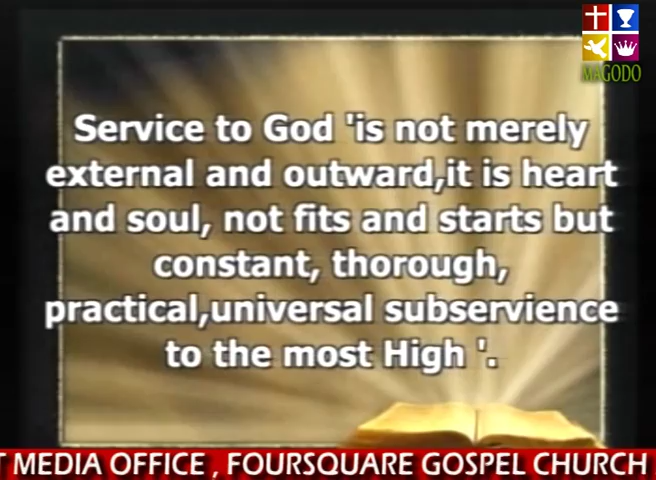 MAGODO
Service to God 'is not merely
external and outward,it is heart
and soul, not fits and starts but
constant, thorough,
practical,universal subservience
to the most High '.
T MEDIA OFFICE , FOURSQUARE GOSPEL CHURCH